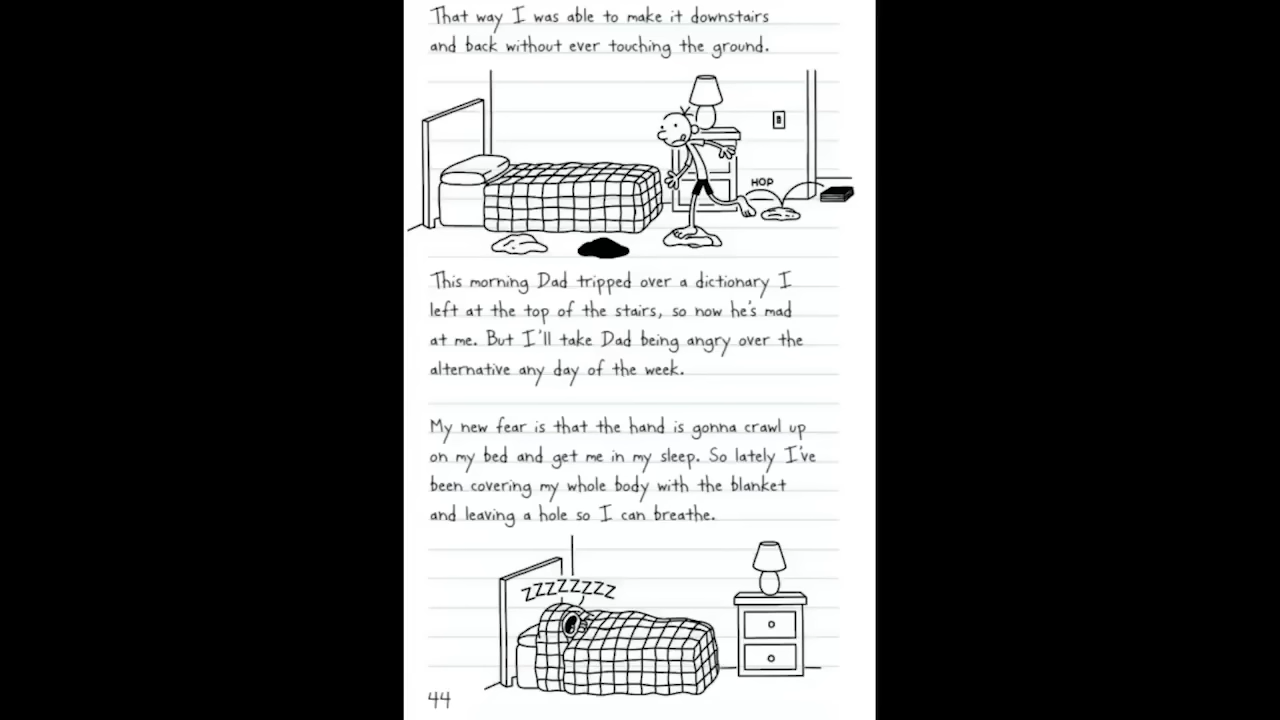 That way I was able to make it downstairs
and back without ever touching the ground.
HOP
This morning Dad tripped over a dictionary I
left at the top of the stairs, so now he's mad
at me. But I'll take Dad being angry over the
alternative any day of the week.
My new fear is that the hand is gonna crawl up
on my bed and get me in my sleep. So lately I've
been covering my whole body with the blanket
and leaving a hole so I can breathe.
ZZZZZZZZ
44